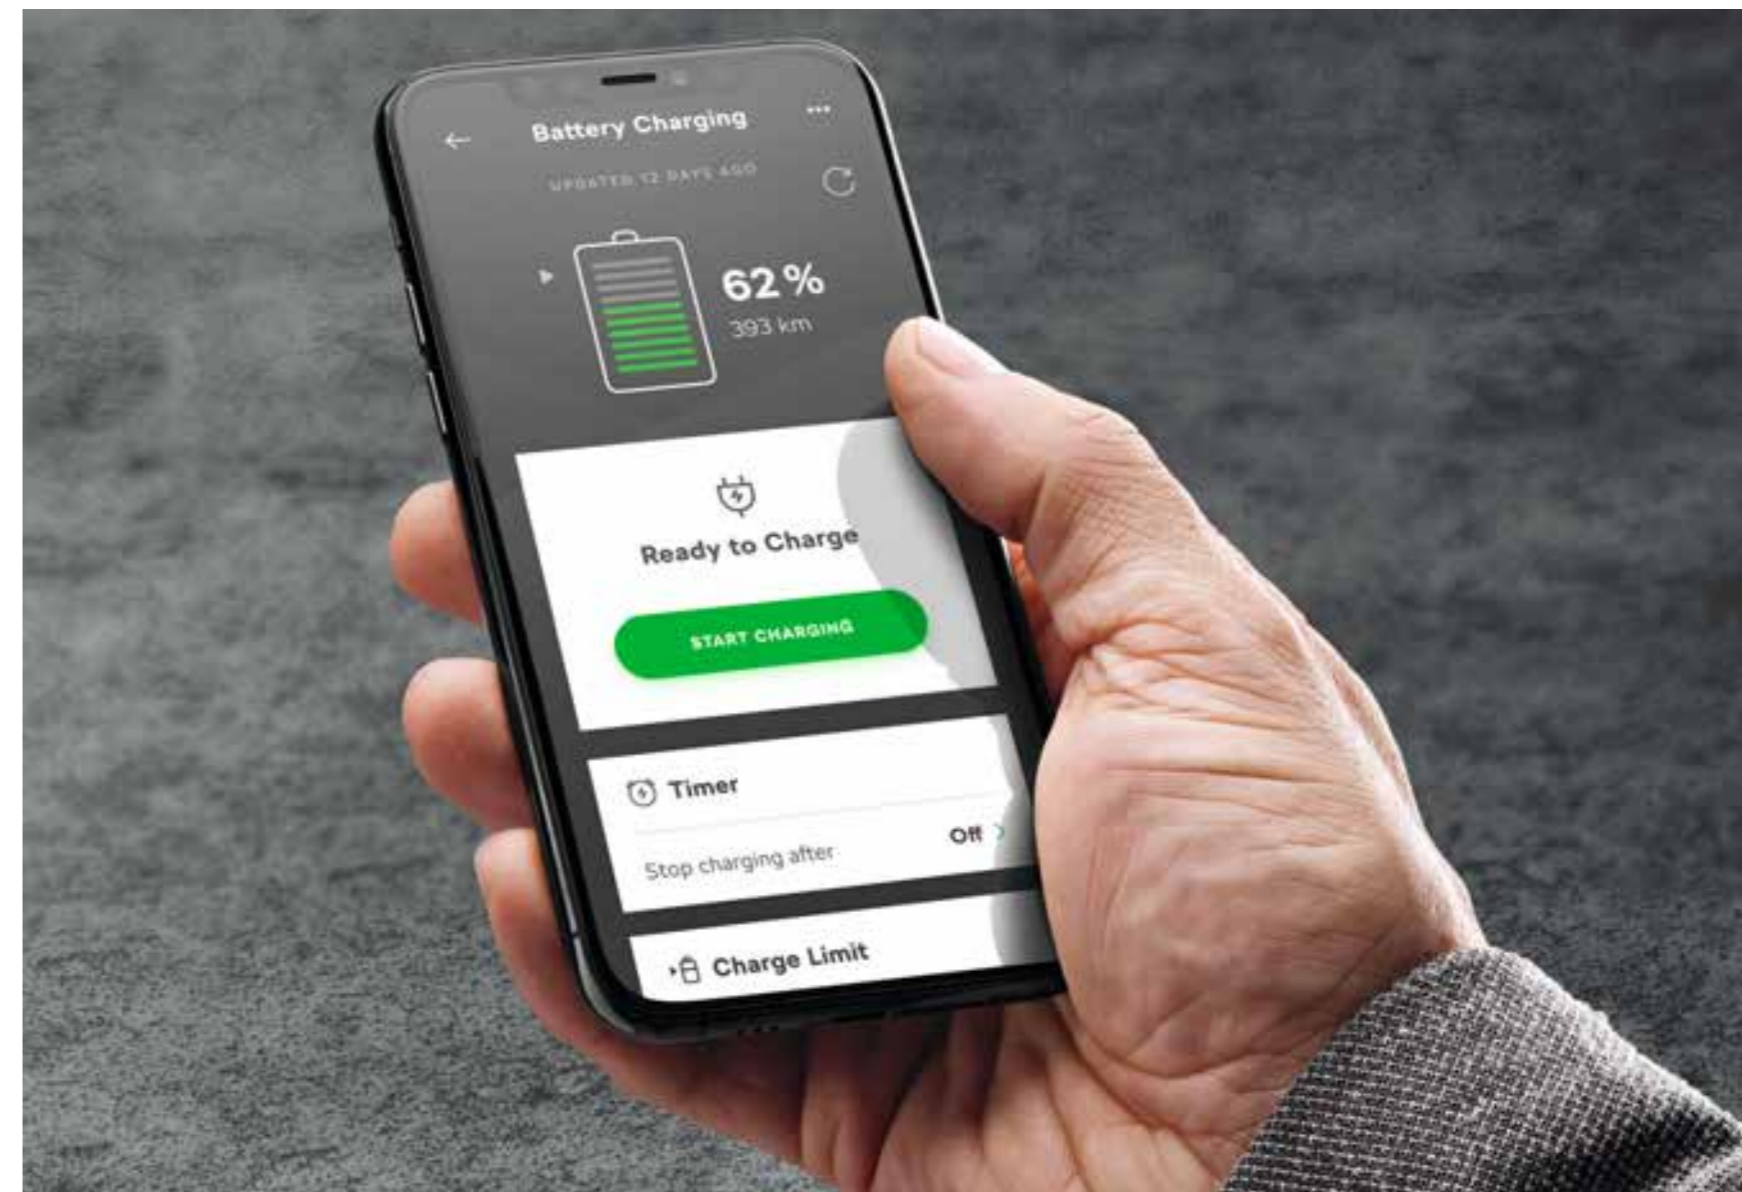 Battery Charging
UPDATED 12 DAYS AGO
62%
393 km
Ready to Charge
START CHARGING
Timer
Stop charging after
Off
Charge Limit